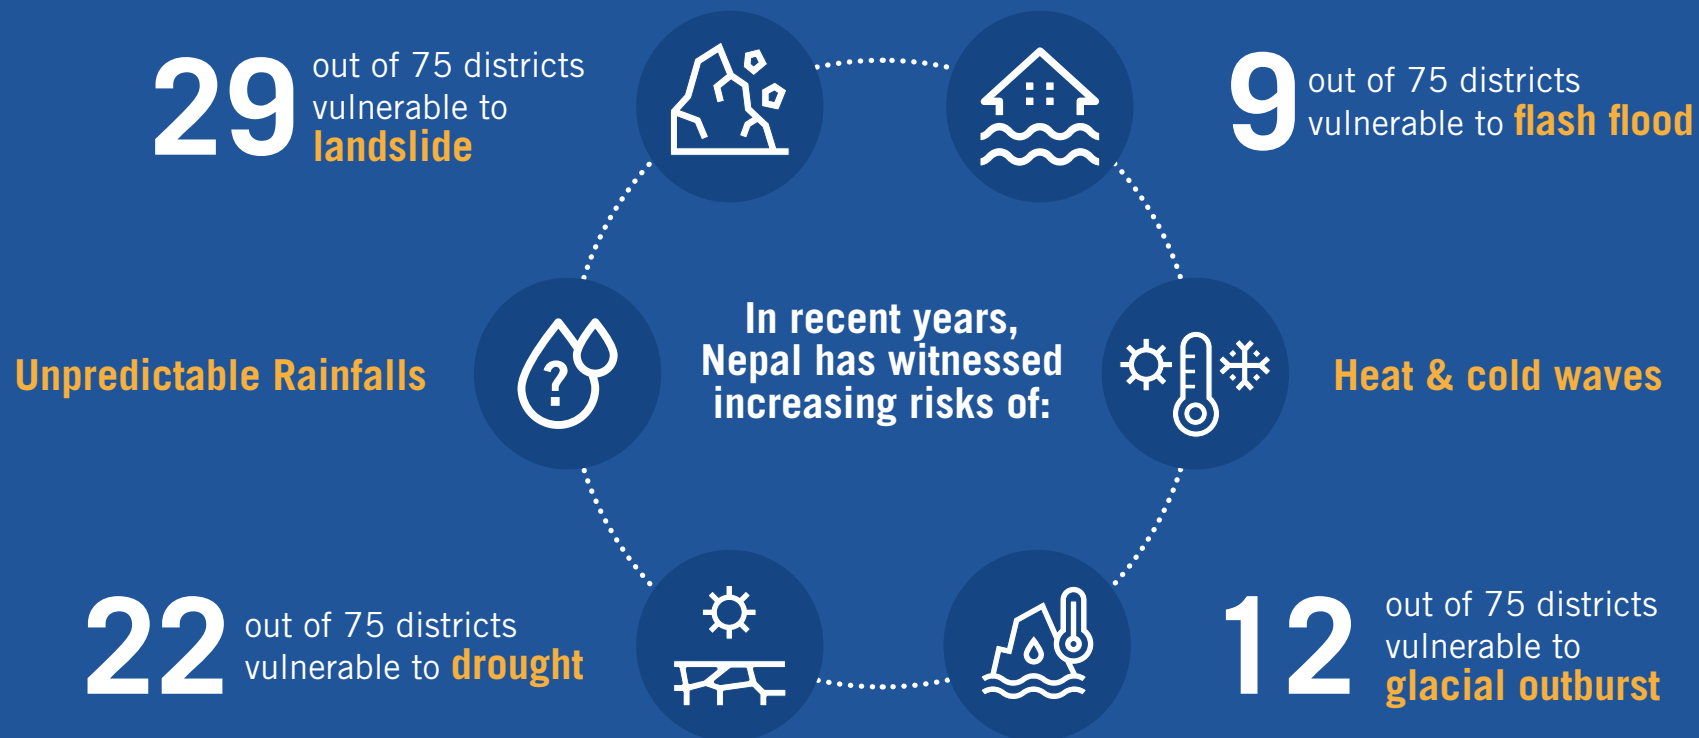 29
out of 75 districts
vulnerable to
landslide
9
out of 75 districts
vulnerable to flash flood
Unpredictable Rainfalls
?
In recent years,
Nepal has witnessed
increasing risks of:
Heat & cold waves
22
out of 75 districts
vulnerable to drought
12
out of 75 districts
vulnerable to
glacial outburst